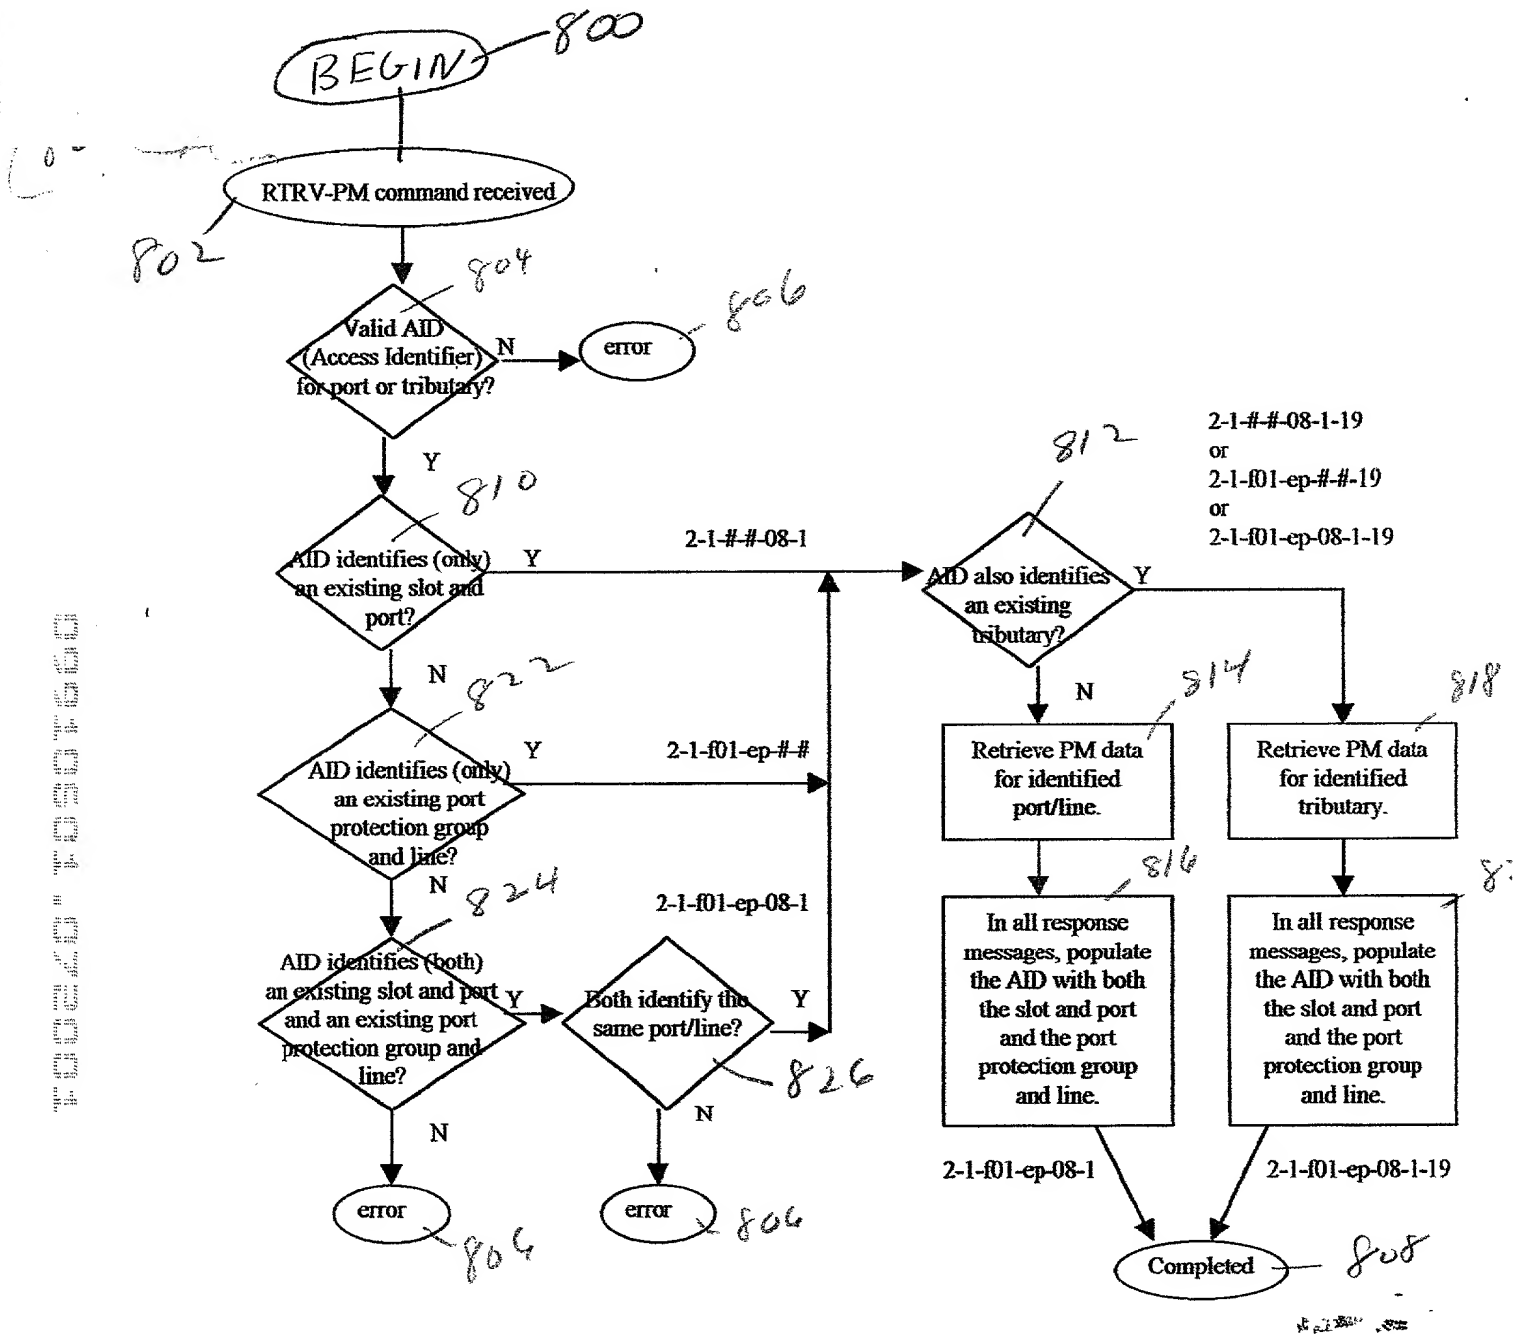 BEGIN
800
RTRV-PM command received
802
804
Valid AID
(Access Identifier)
for port or tributary?
N
error
806
Y
810
AID identifies (only)
an existing slot and
port?
Y
2-1-#-#-08-1
812
AID also identifies
an existing
tributary?
Y
2-1-#-#-08-1-19
or
2-1-f01-ep-#-#-19
or
2-1-f01-ep-08-1-19
N
822
AID identifies (only)
an existing port
protection group
and line?
Y
2-1-f01-ep-#-#
N
824
AID identifies (both)
an existing slot and port
and an existing port
protection group and
line?
Y
2-1-f01-ep-08-1
Both identify the
same port/line?
Y
826
N
error
806
N
error
806
N
814
Retrieve PM data
for identified
port/line.
818
Retrieve PM data
for identified
tributary.
816
In all response
messages, populate
the AID with both
the slot and port
and the port
protection group
and line.
In all response
messages, populate
the AID with both
the slot and port
and the port
protection group
and line.
2-1-f01-ep-08-1
2-1-f01-ep-08-1-19
Completed
808